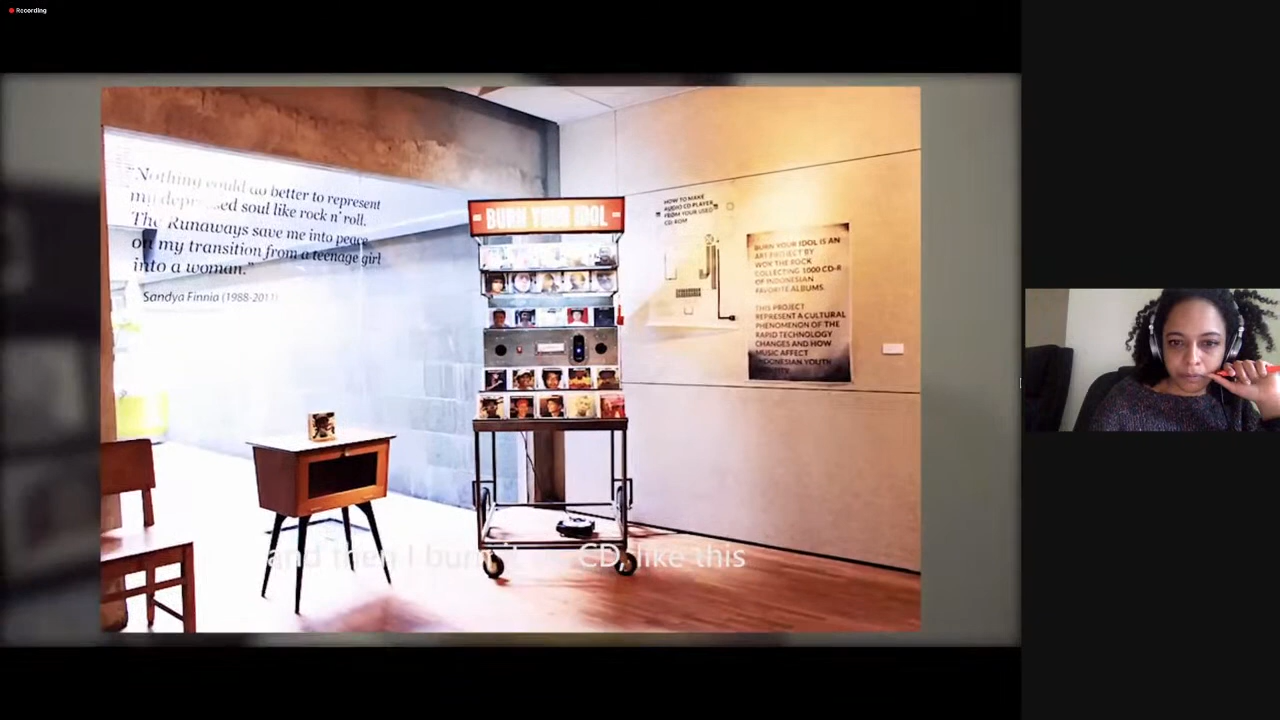 Recording
"Nothing could do better to represent
my depressed soul like rock n' roll.
The Runaways save me into peace
on my transition from a teenage girl
into a woman."
Sandya Finnia (1988-2011)
BURN YOUR IDOL
HOW TO MAKE
AUDIO CD PLAYER
FROM YOUR USED
CD-ROM
BURN YOUR IDOL IS AN
ART PROJECT BY
WOK THE ROCK
COLLECTING 1000 CD-R
OF INDONESIAN
FAVORITE ALBUMS.
THIS PROJECT
REPRESENT A CULTURAL
PHENOMENON OF THE
RAPID TECHNOLOGY
CHANGES AND HOW
MUSIC AFFECT
INDONESIAN YOUTH
and then I burn CD, like this